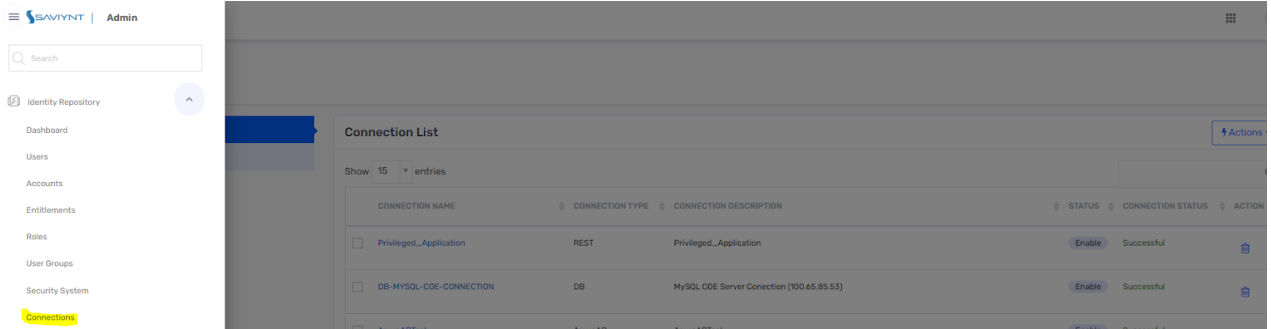 SAVIYNT | Admin
Search
Identity Repository
Dashboard
Users
Accounts
Entitlements
Roles
User Groups
Security System
Connections
Connection List
Actions
Show 15 entries
CONNECTION NAME CONNECTION TYPE CONNECTION DESCRIPTION STATUS CONNECTION STATUS ACTION
Privileged_Application REST Privileged_Application Enable Successful
DB-MYSQL-COE-CONNECTION DB MySQL COE Server Conection (100.65.85.53) Enable Successful